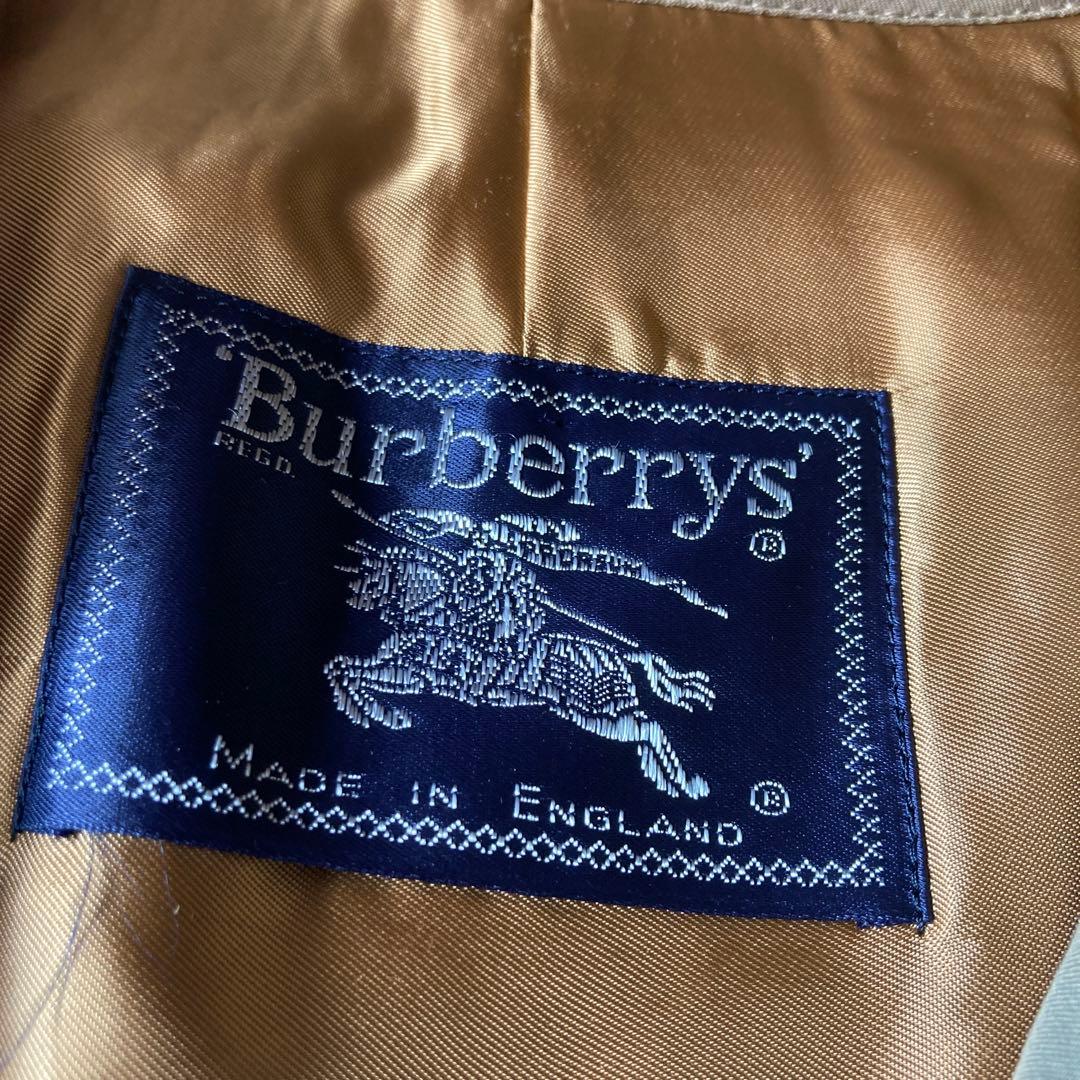 'Burberrys'
REGD
®
MADE IN ENGLAND
®